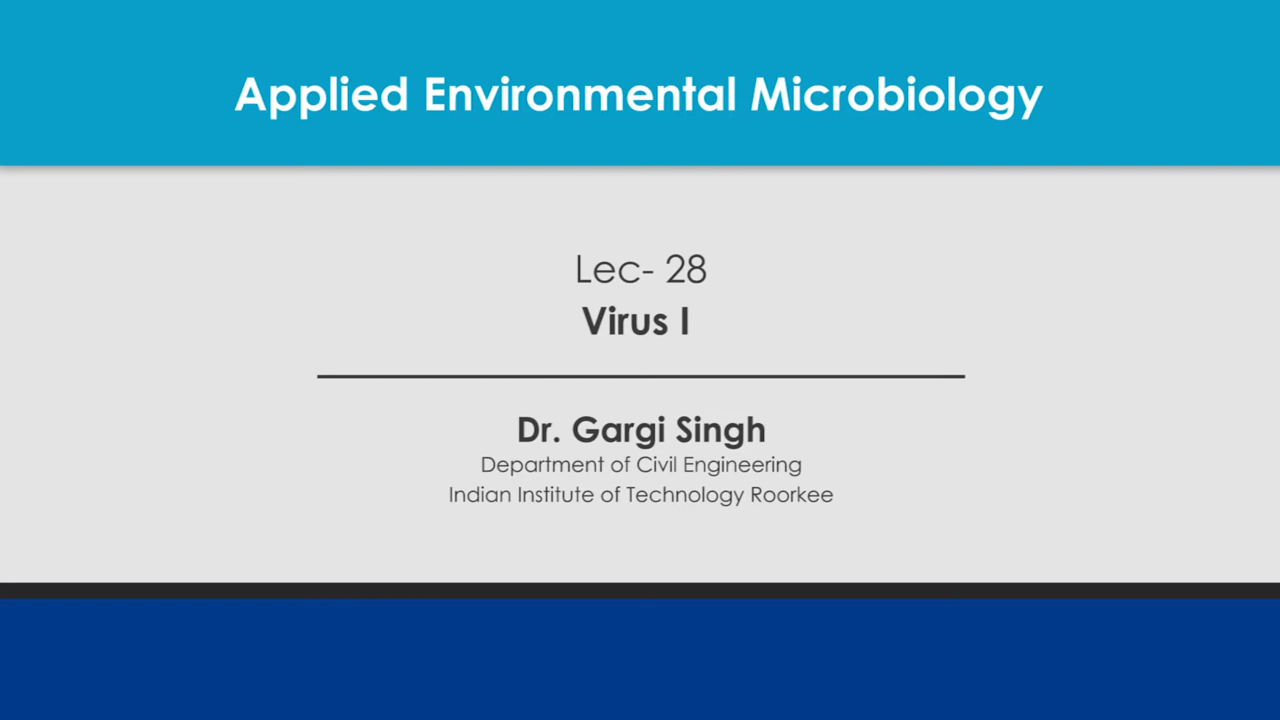 Applied Environmental Microbiology
Lec- 28
Virus I
Dr. Gargi Singh
Department of Civil Engineering
Indian Institute of Technology Roorkee